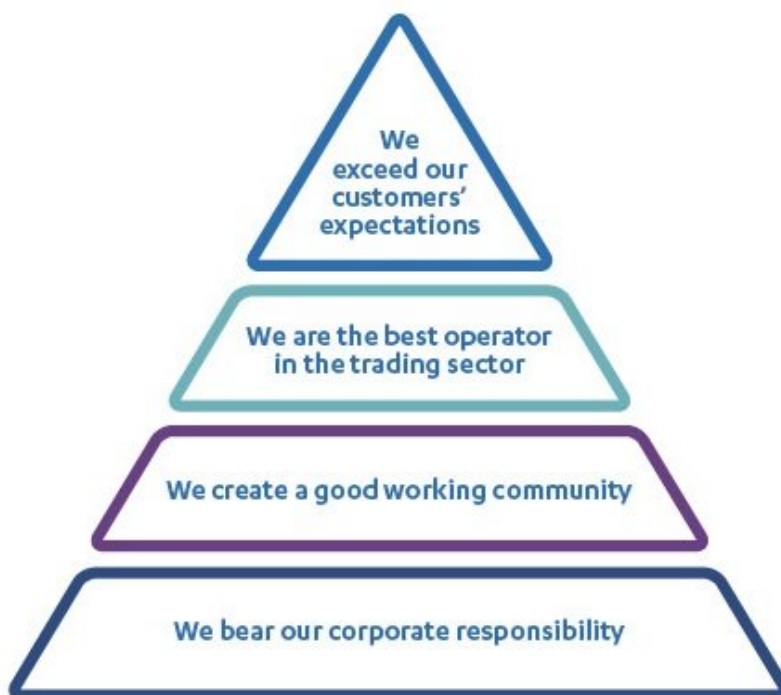 We
exceed our
customers’
expectations
We are the best operator
in the trading sector
We create a good working community
We bear our corporate responsibility